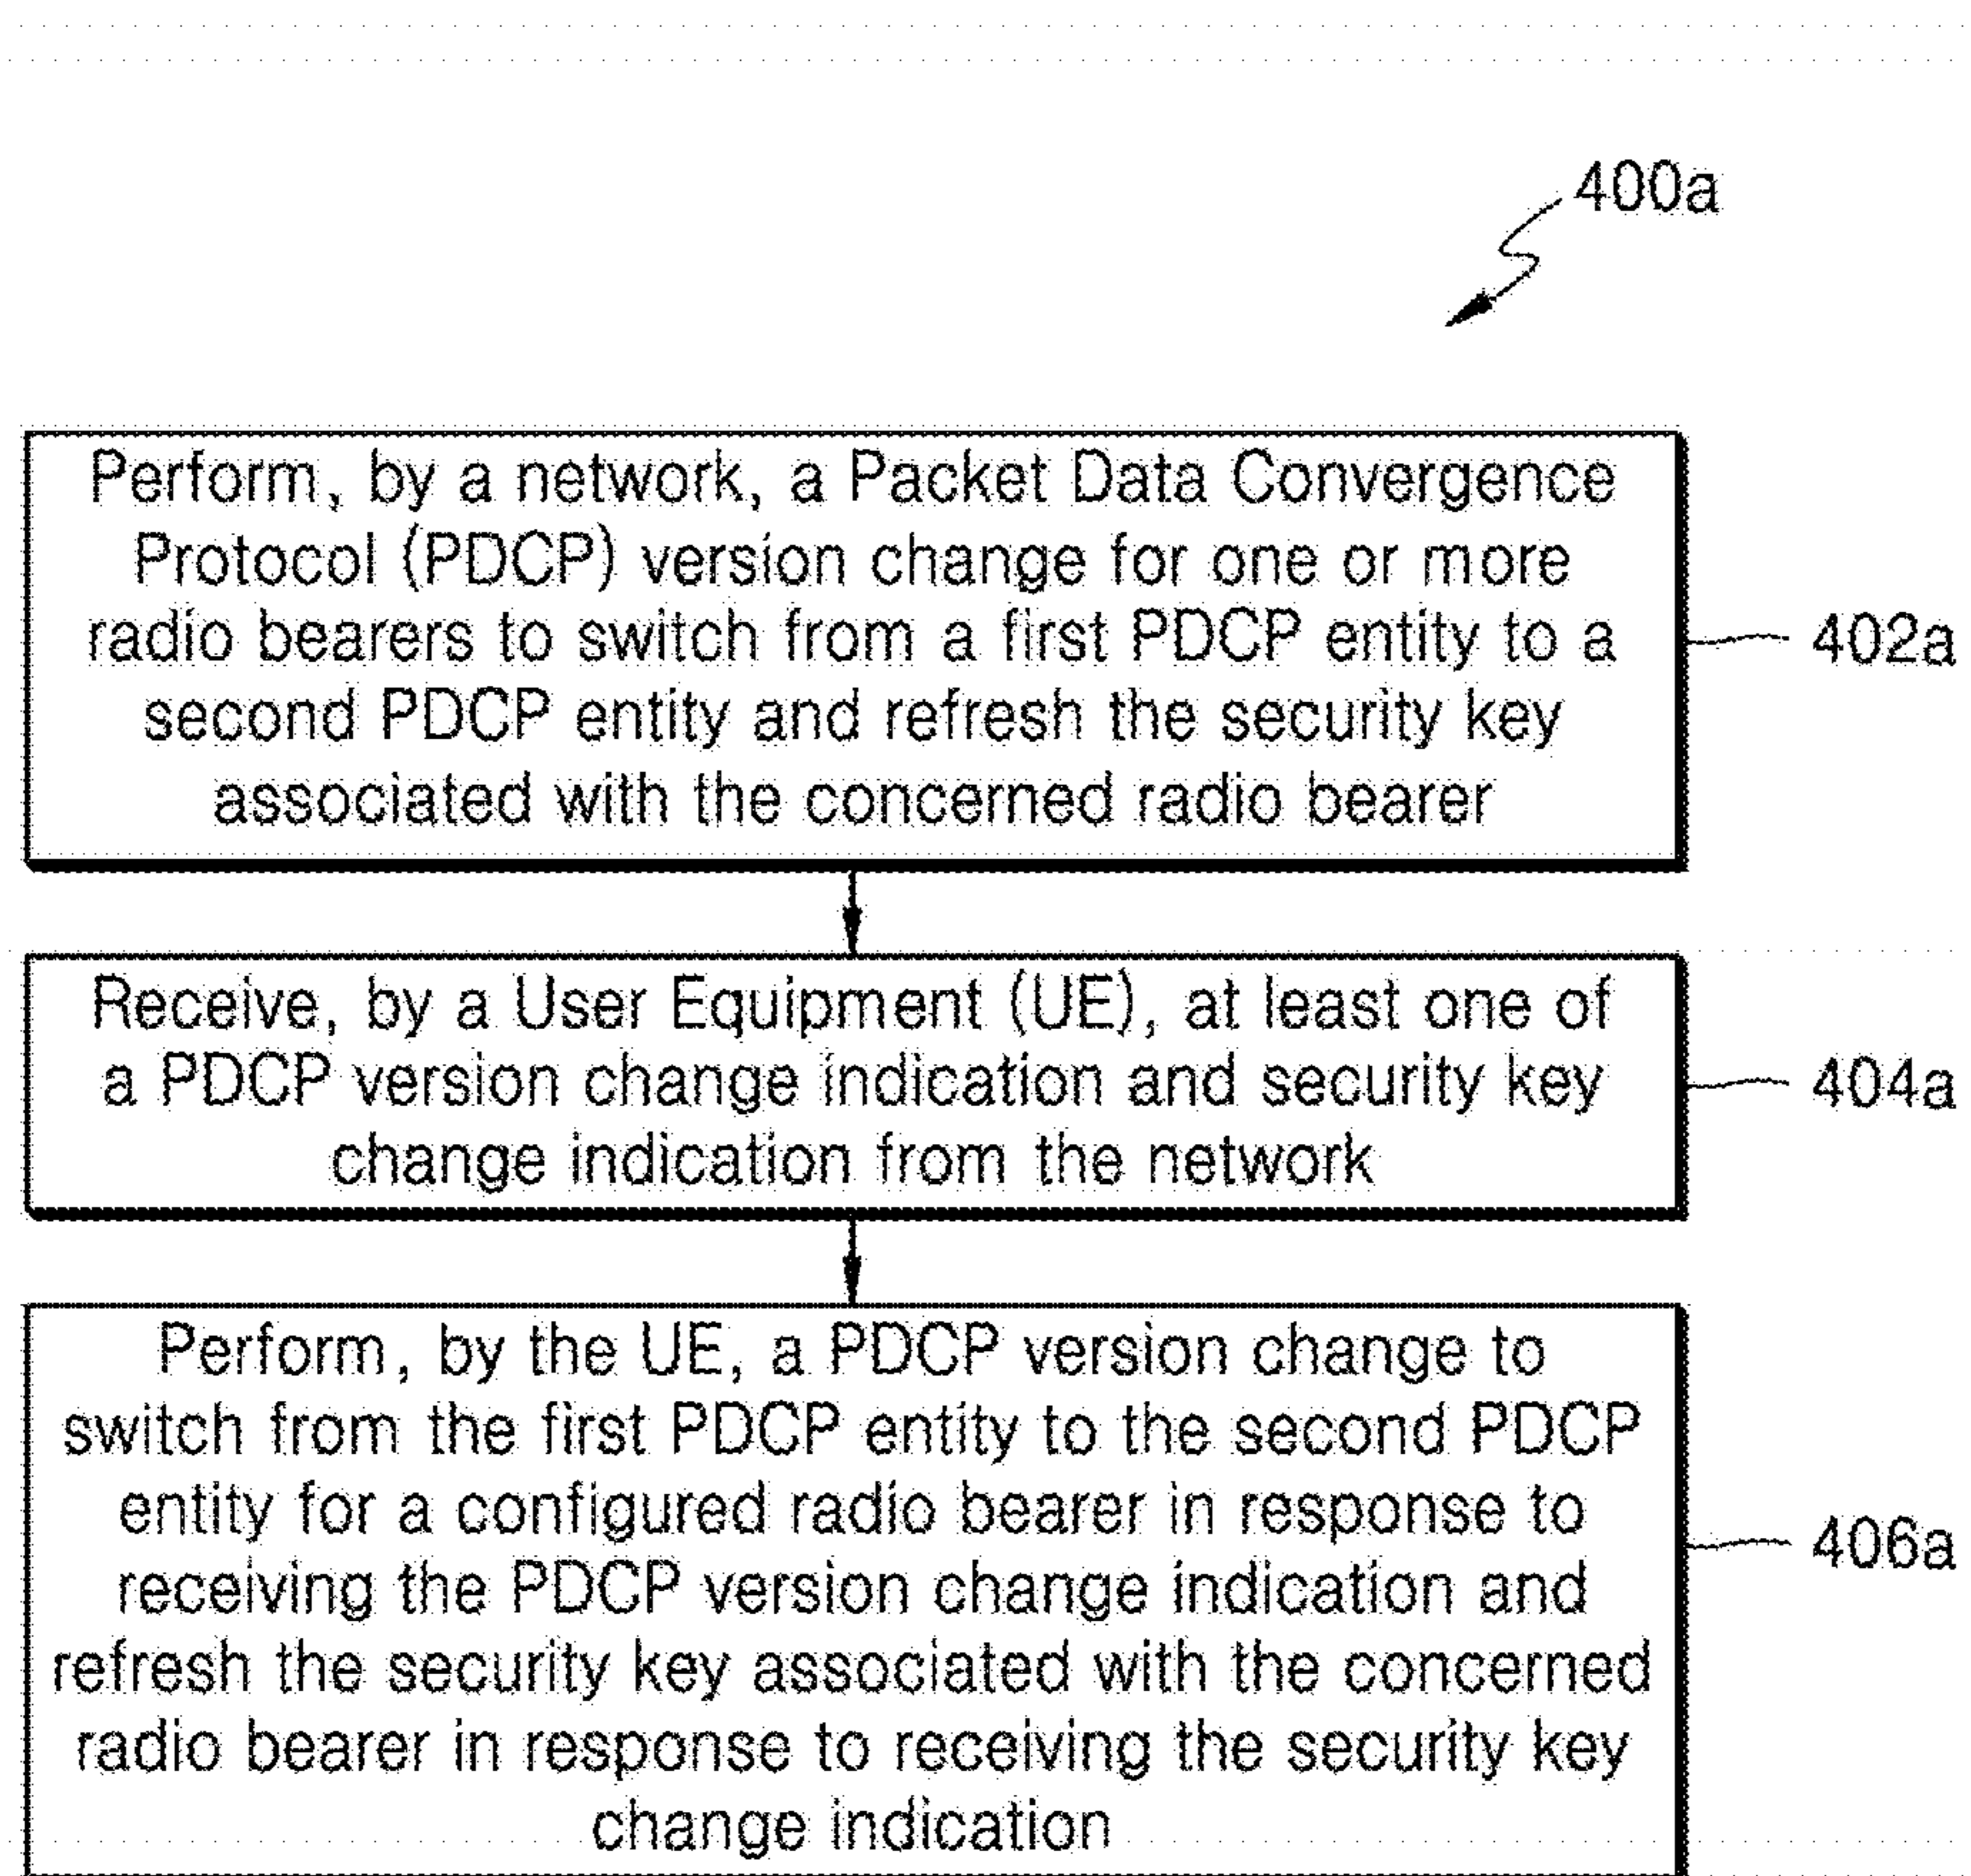 400a
Perform, by a network, a Packet Data Convergence
Protocol (PDCP) version change for one or more
radio bearers to switch from a first PDCP entity to a
second PDCP entity and refresh the security key
associated with the concerned radio bearer
402a
Receive, by a User Equipment (UE), at least one of
a PDCP version change indication and security key
change indication from the network
404a
Perform, by the UE, a PDCP version change to
switch from the first PDCP entity to the second PDCP
entity for a configured radio bearer in response to
receiving the PDCP version change indication and
refresh the security key associated with the concerned
radio bearer in response to receiving the security key
change indication
406a